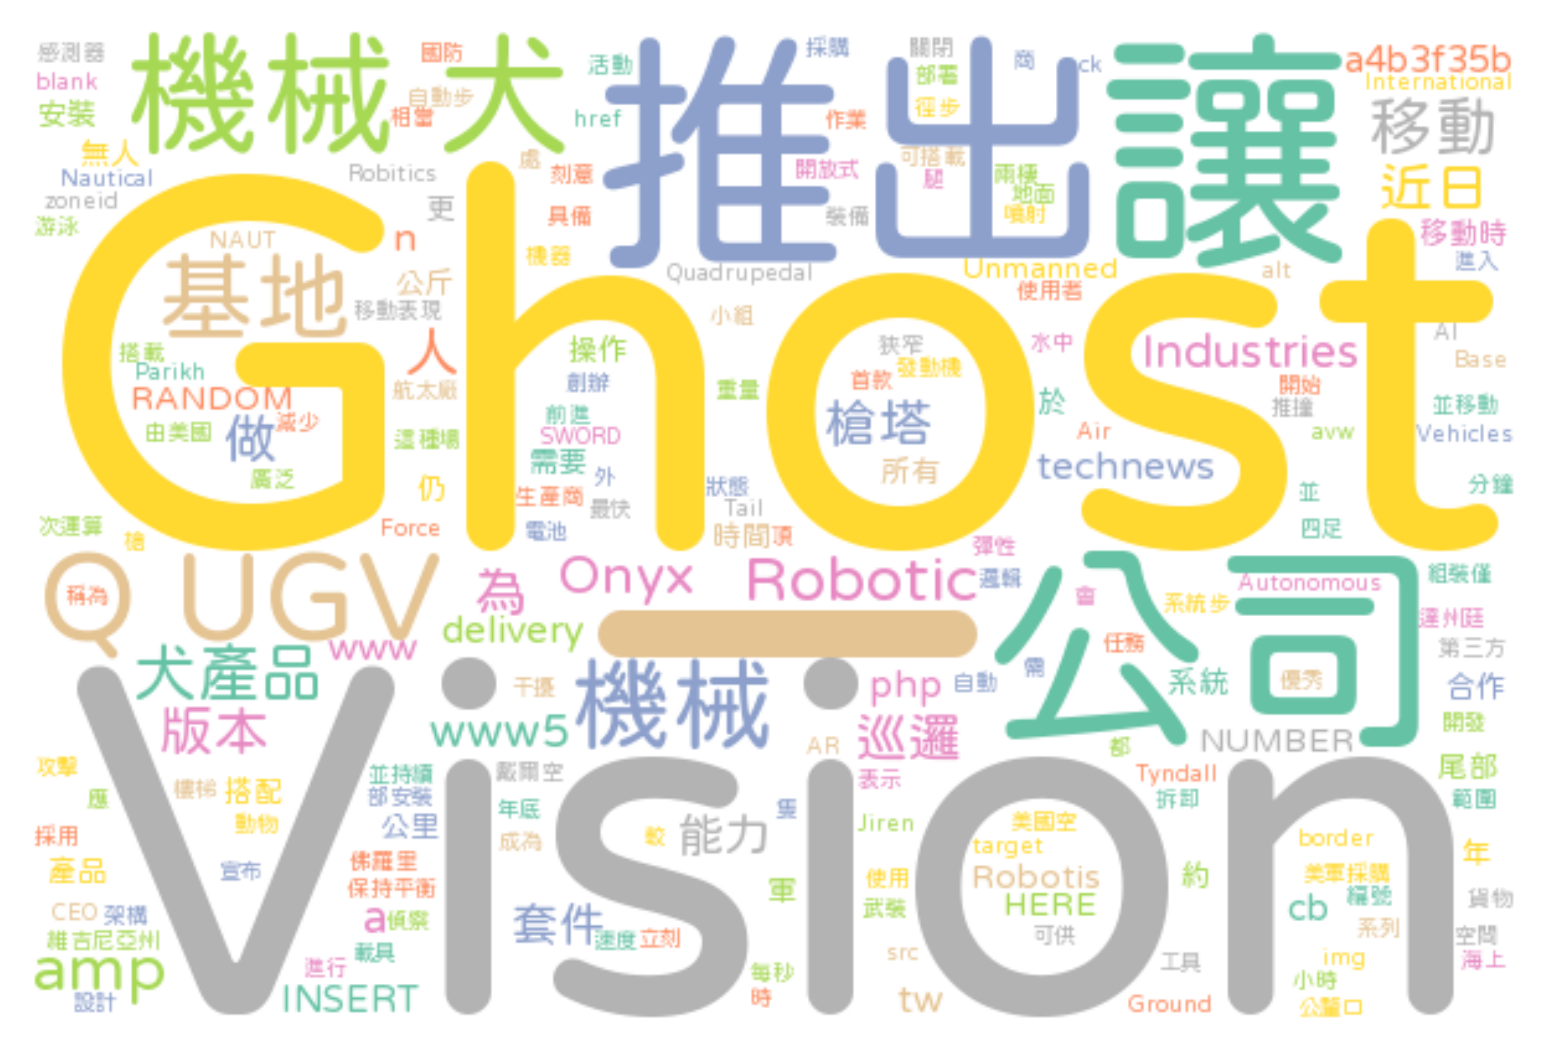 感測器
機械犬
國防
活動
推出
採購
關閉
商
ck
讓
a4b3f35b
International
blank
自動步
部署
安裝
相當
href
作業
徑步
移動
無人
Robitics
處
刻意
開放式
可搭載
腿
兩棲
近日
Nautical
zoneid
更
具備
裝備
地面
噴射
游泳
NAUT
n
機器
移動時
Ghost
基地
公斤
Quadrupedal
Unmanned
使用者
alt
進入
移動表現
小組
搭載
Parikh
人
操作
狹窄
發動機
水中
Industries
AI
Base
RANDOM
航太廠
創辦
重量
首款
於
開始
推撞
並移動
由美國
做
減少
這種場
前進
SWORD
槍塔
Air
avw
Vehicles
廣泛
需要
外
所有
technews
仍
生產商
最快
狀態
Tail
並
分鐘
次運算
槍
Force
電池
時間
頂
四足
彈性
Q
稱為
UGV
為
Onyx
Robotic
邏輯
公司
Autonomous
組裝僅
會
系統步
www
delivery
一
任務
達州廷
第三方
犬產品
干擾
機械
php
自動
需
系統
優秀
合作
版本
www5
AR
巡邏
都
NUMBER
開發
Vision
攻擊
樓梯
搭配
並持續
部安裝
戴爾空
表示
Tyndall
拆卸
尾部
範圍
應
動物
公里
年底
隻
採用
成為
較
能力
Jiren
美國空
border
年
產品
宣布
佛羅里
保持平衡
target
使用
Robotis
約
美軍採購
編號
CEO
架構
a
偵察
軍
武裝
HERE
cb
貨物
維吉尼亞州
套件
速度
立刻
可供
系列
空間
amp
載具
進行
每秒
src
工具
img
海上
設計
INSERT
時
tw
Ground
小時
公釐口